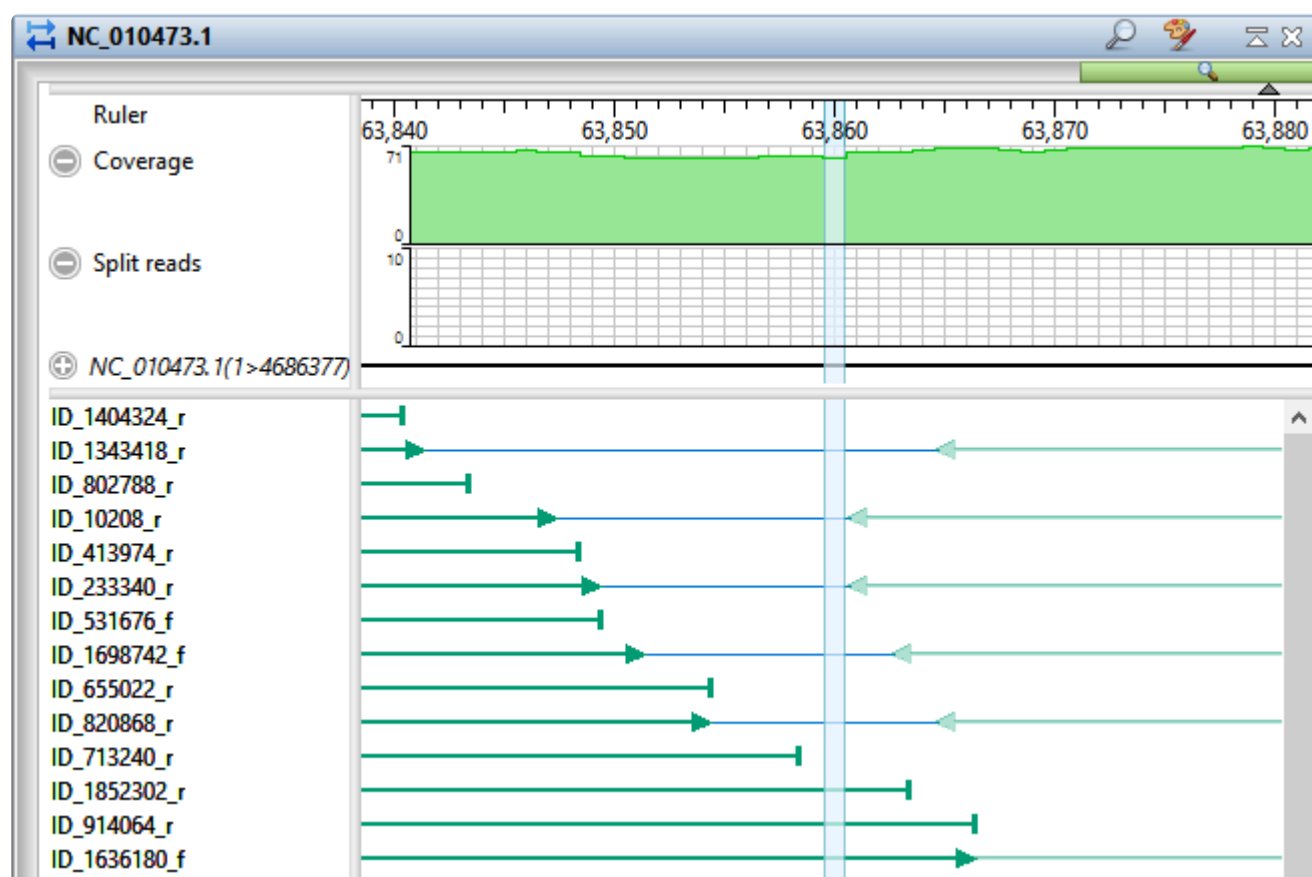 NC_010473.1
Ruler
63,840 63,850 63,860 63,870 63,880
Coverage
71
0
Split reads
10
0
NC_010473.1(1>4686377)
ID_1404324_r
ID_1343418_r
ID_802788_r
ID_10208_r
ID_413974_r
ID_233340_r
ID_531676_f
ID_1698742_f
ID_655022_r
ID_820868_r
ID_713240_r
ID_1852302_r
ID_914064_r
ID_1636180_f